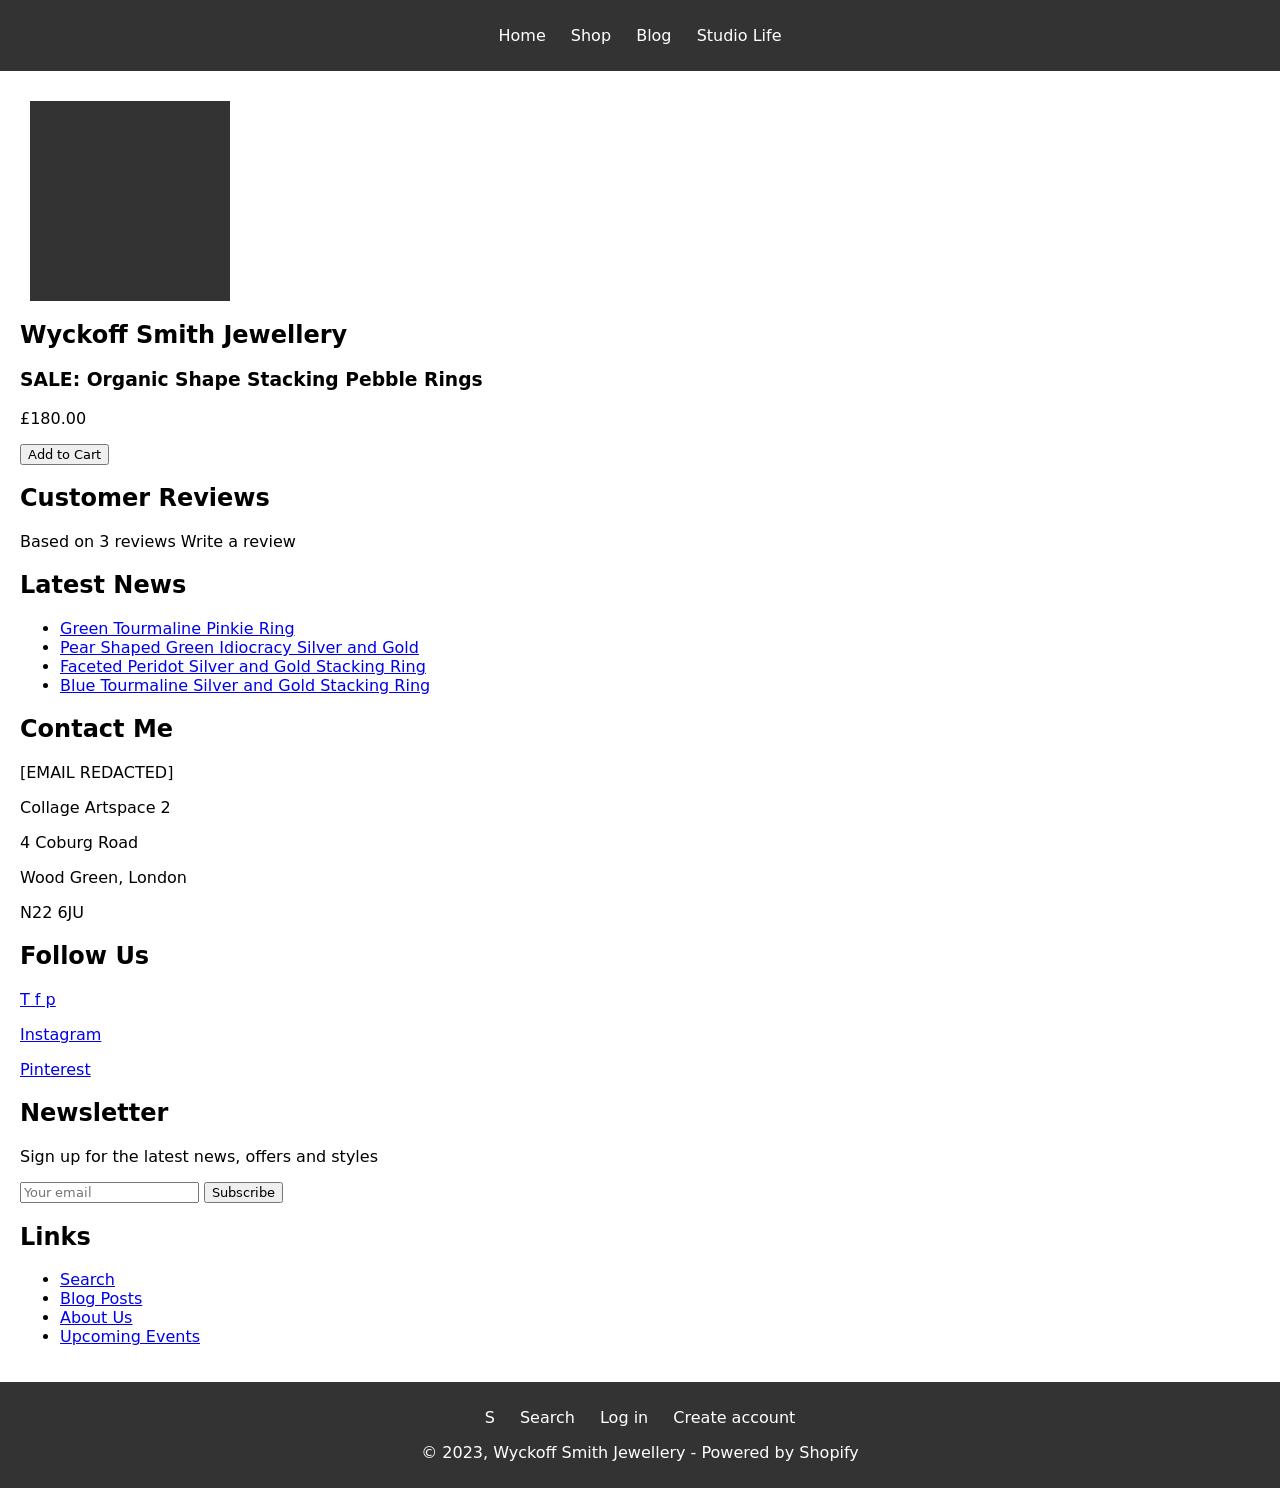 Home Shop Blog Studio Life
Wyckoff Smith Jewellery
SALE: Organic Shape Stacking Pebble Rings
£180.00
Add to Cart
Customer Reviews
Based on 3 reviews Write a review
Latest News
Green Tourmaline Pinkie Ring
Pear Shaped Green Idiocracy Silver and Gold
Faceted Peridot Silver and Gold Stacking Ring
Blue Tourmaline Silver and Gold Stacking Ring
Contact Me
[EMAIL REDACTED]
Collage Artspace 2
4 Coburg Road
Wood Green, London
N22 6JU
Follow Us
T f p
Instagram
Pinterest
Newsletter
Sign up for the latest news, offers and styles
Your email Subscribe
Links
Search
Blog Posts
About Us
Upcoming Events
S Search Log in Create account
© 2023, Wyckoff Smith Jewellery - Powered by Shopify